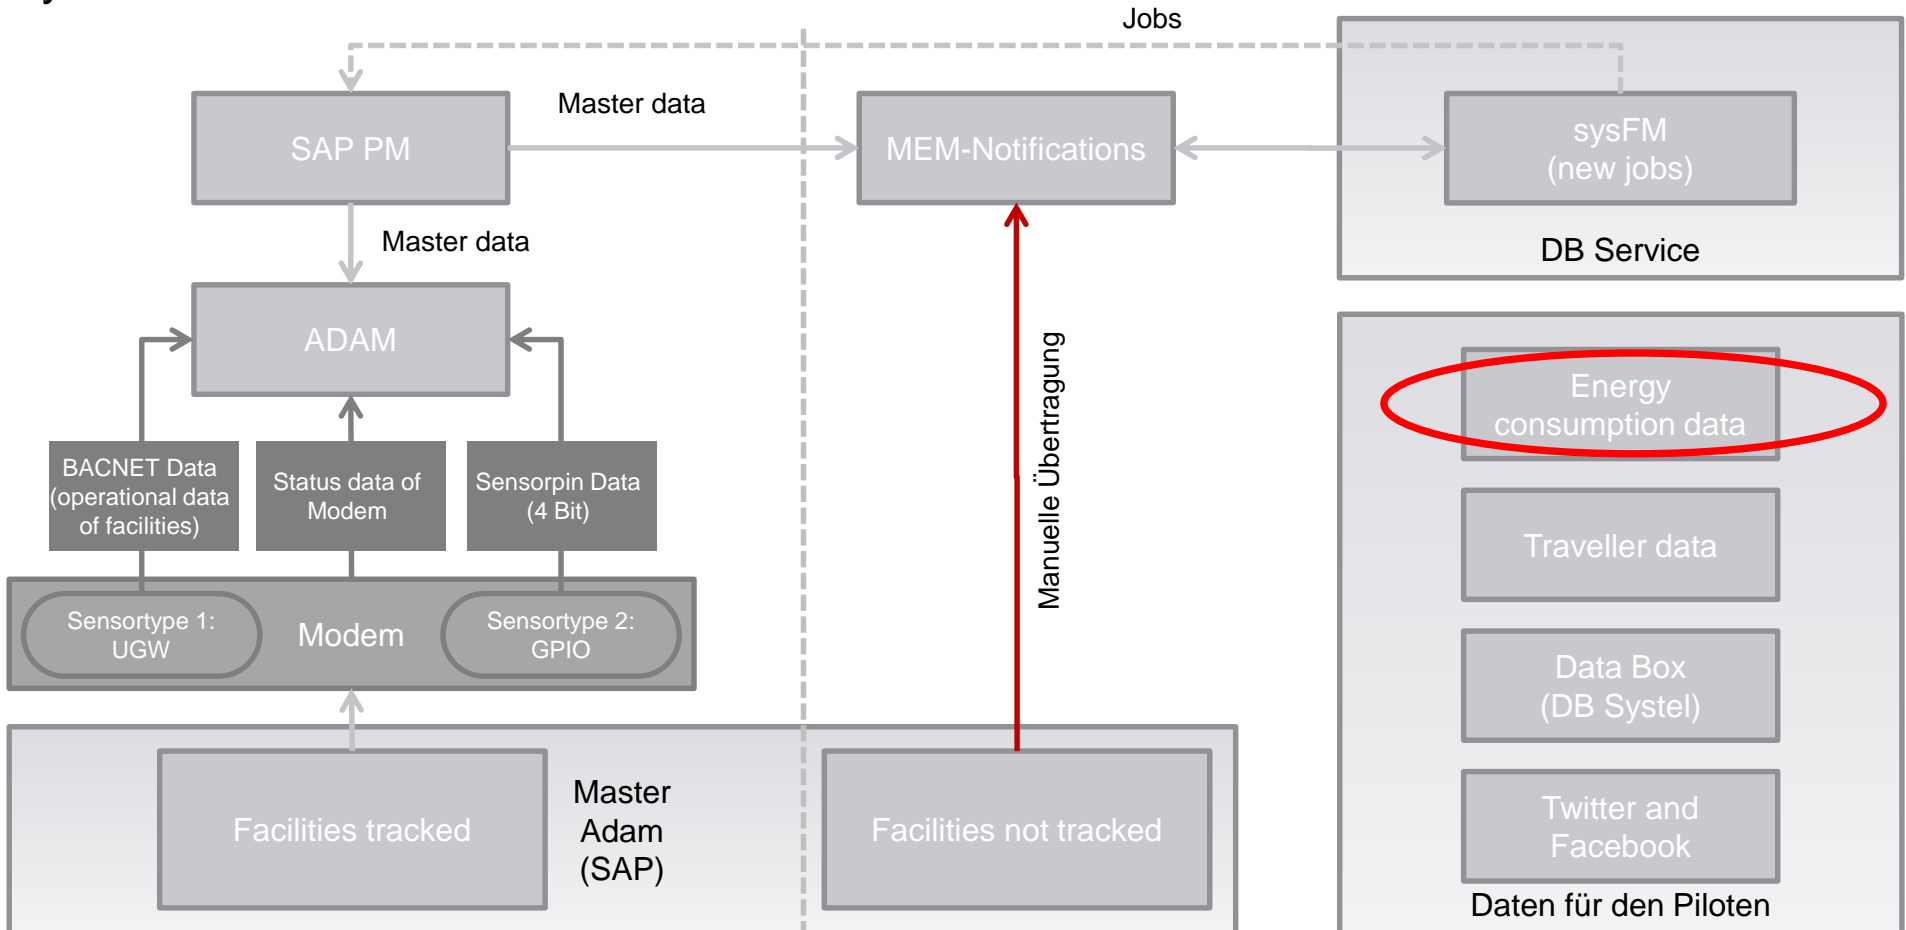 Jobs
SAP PM
Master data
MEM-Notifications
sysFM
(new jobs)
DB Service
Master data
ADAM
BACNET Data
(operational data
of facilities)
Status data of
Modem
Sensorpin Data
(4 Bit)
Sensortype 1:
UGW
Modem
Sensortype 2:
GPIO
Manuelle Übertragung
Facilities tracked
Master
Adam
(SAP)
Facilities not tracked
Energy
consumption data
Traveller data
Data Box
(DB Systel)
Twitter and
Facebook
Daten für den Piloten